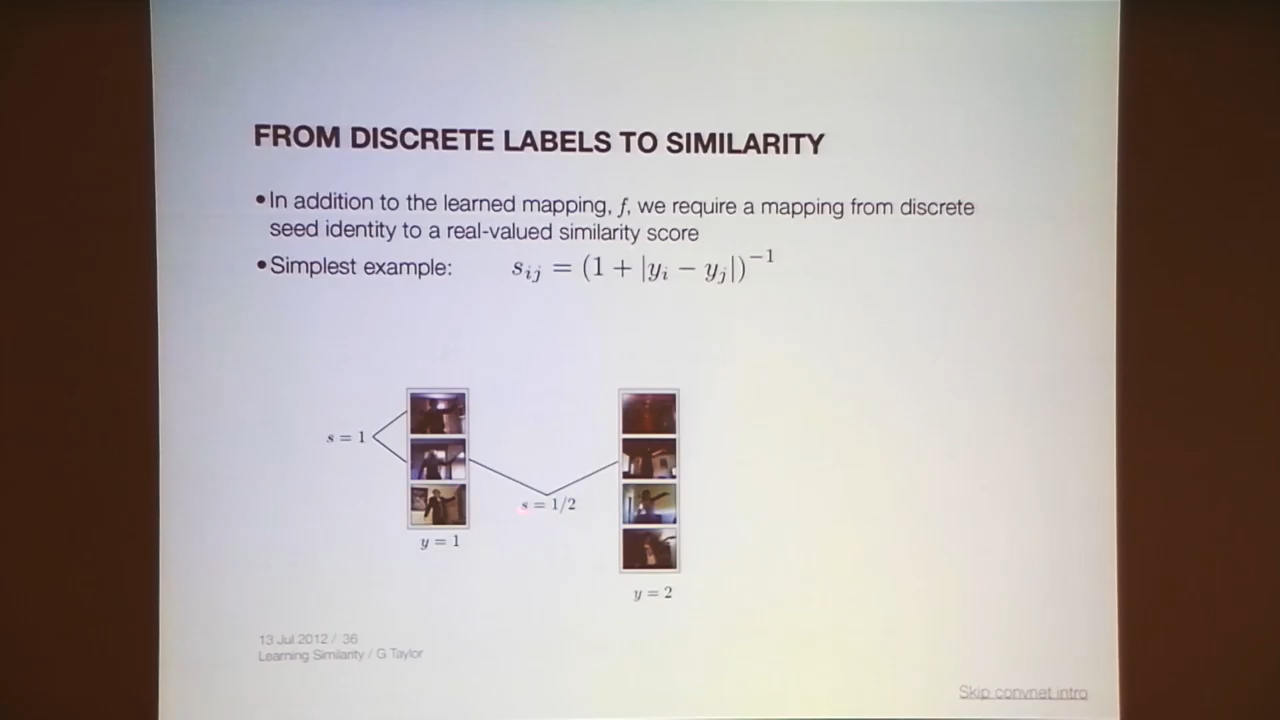 FROM DISCRETE LABELS TO SIMILARITY
• In addition to the learned mapping, f, we require a mapping from discrete
seed identity to a real-valued similarity score
• Simplest example: s_{ij} = (1 + |y_i − y_j|)^{−1}
s = 1
s = 1/2
y = 1
y = 2
13 Jul 2012 / 36
Learning Similarity / G Taylor
Skip convnet intro